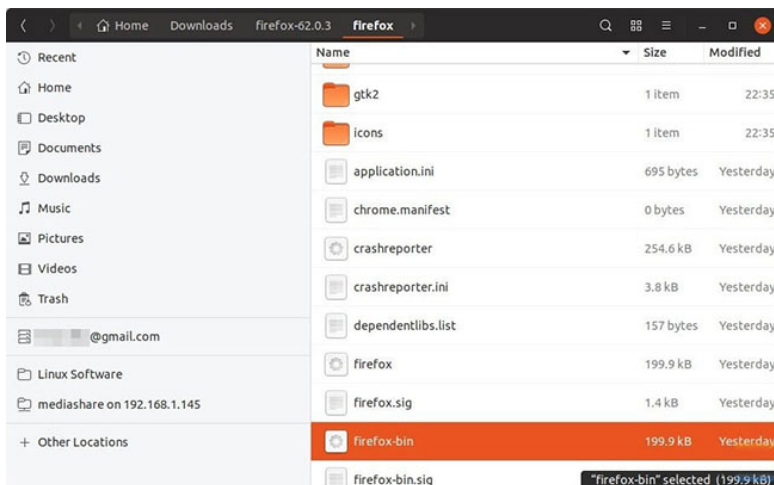 Home Downloads firefox-62.0.3 firefox
Name Size Modified
Recent
Home
Desktop
Documents
Downloads
Music
Pictures
Videos
Trash
@gmail.com
Linux Software
mediashare on 192.168.1.145
+ Other Locations
gtk2 1 item 22:35
icons 1 item 22:35
application.ini 695 bytes Yesterday
chrome.manifest 0 bytes Yesterday
crashreporter 254.6 kB Yesterday
crashreporter.ini 3.8 kB Yesterday
dependentlibs.list 157 bytes Yesterday
firefox 199.9 kB Yesterday
firefox.sig 1.4 kB Yesterday
firefox-bin 199.9 kB Yesterday
firefox-bin.sig
"firefox-bin" selected (199.9 kB)